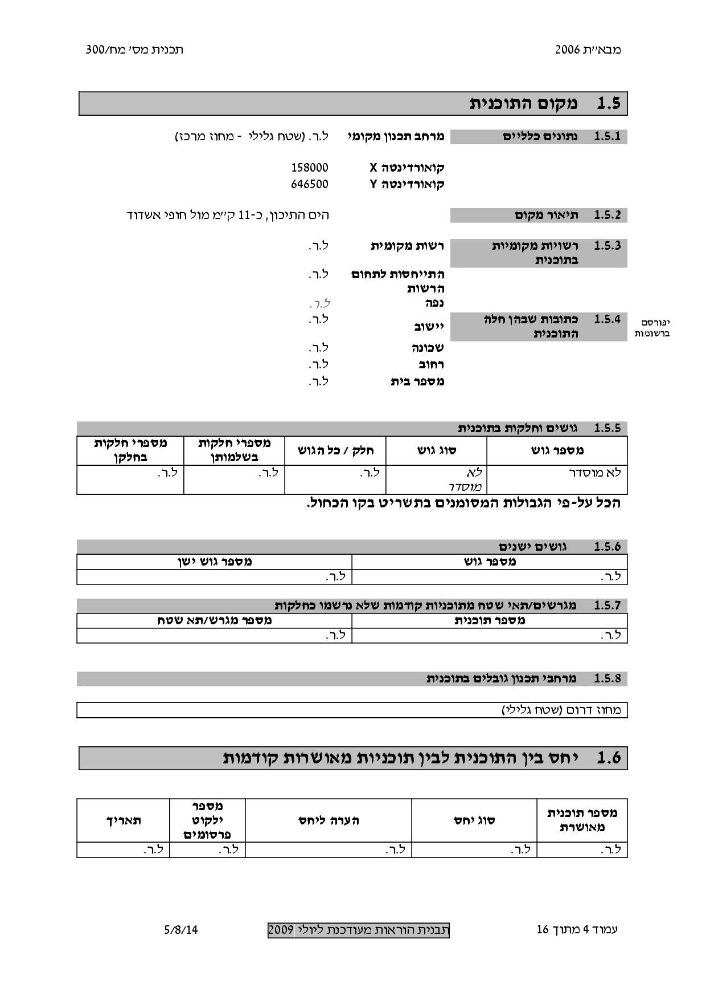 מבא"ת 2006 תכנית מס' מח/300
1.5 מקום התוכנית
1.5.1 נתונים כלליים מרחב תכנון מקומי ל.ר. (שטח גלילי - מחוז מרכז)
קואורדינטה X 158000
קואורדינטה Y 646500
1.5.2 תיאור מקום הים התיכון, כ-11 ק"מ מול חופי אשדוד
1.5.3 רשויות מקומיות רשות מקומית ל.ר.
בתוכנית
התייחסות לתחום ל.ר.
הרשות
נפה ל.ר.
יפורסם
ברשומות
1.5.4 כתובות שבהן חלה יישוב ל.ר.
התוכנית
שכונה ל.ר.
רחוב ל.ר.
מספר בית ל.ר.
1.5.5 גושים וחלקות בתוכנית
מספר גוש סוג גוש חלק / כל הגוש מספרי חלקות מספרי חלקות
בשלמותן בחלקן
לא מוסדר לא ל.ר. ל.ר. ל.ר.
מוסדר
הכל על-פי הגבולות המסומנים בתשריט בקו הכחול.
1.5.6 גושים ישנים
מספר גוש מספר גוש ישן
ל.ר. ל.ר.
1.5.7 מגרשים/תאי שטח מתוכניות קודמות שלא נרשמו כחלקות
מספר תוכנית מספר מגרש/תא שטח
ל.ר. ל.ר.
1.5.8 מרחבי תכנון גובלים בתוכנית
מחוז דרום (שטח גלילי)
1.6 יחס בין התוכנית לבין תוכניות מאושרות קודמות
מספר תוכנית סוג יחס הערה ליחס מספר תאריך
מאושרת ילקוט
פרסומים
ל.ר. ל.ר. ל.ר. ל.ר. ל.ר.
עמוד 4 מתוך 16 תבנית הוראות מעודכנת ליולי 2009 5/8/14